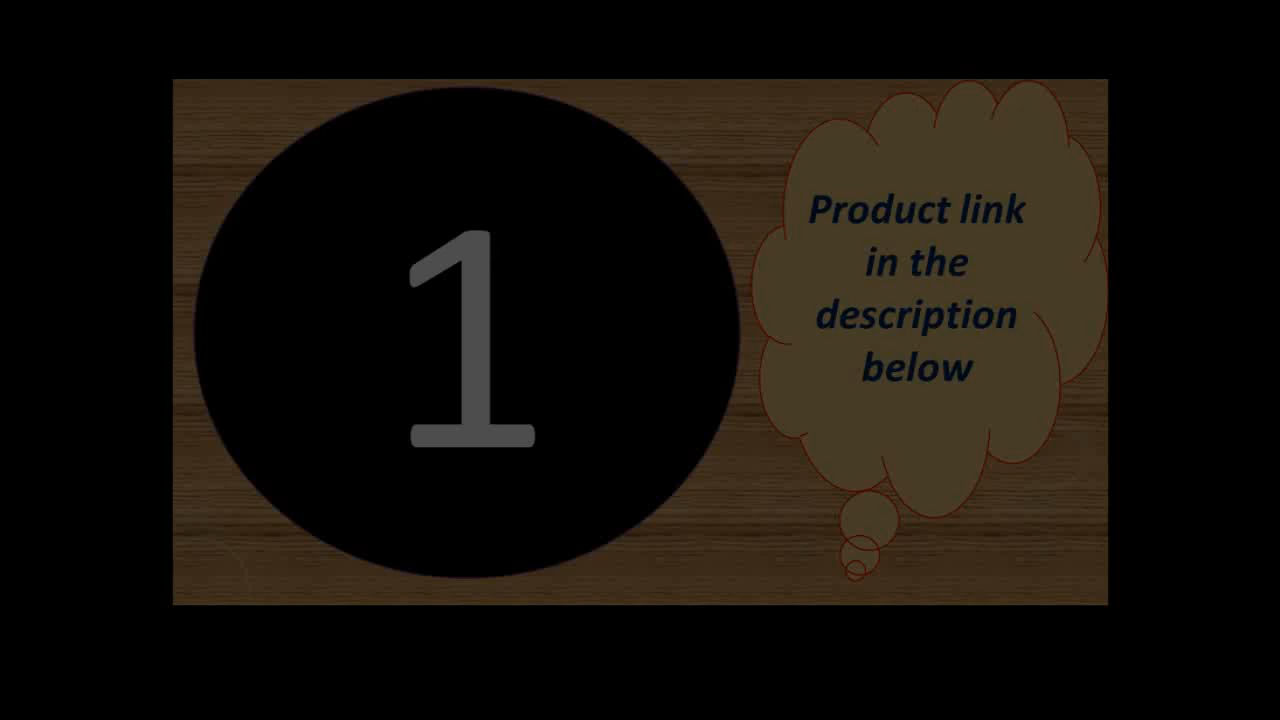 1
Product link
in the
description
below